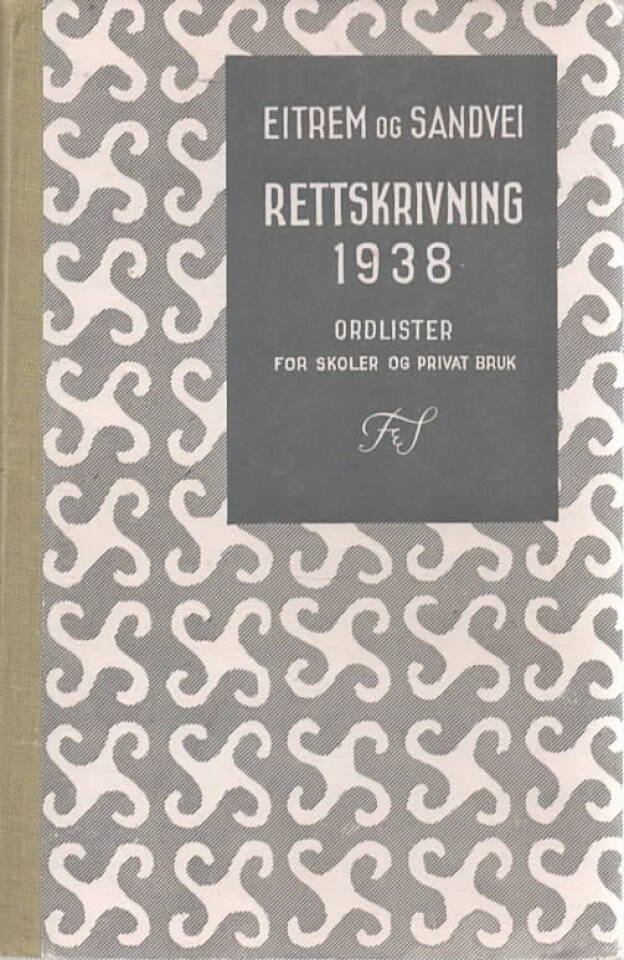 EITREM OG SANDVEI
RETTSKRIVNING
1938
ORDLISTER
FOR SKOLER OG PRIVAT BRUK
F&S